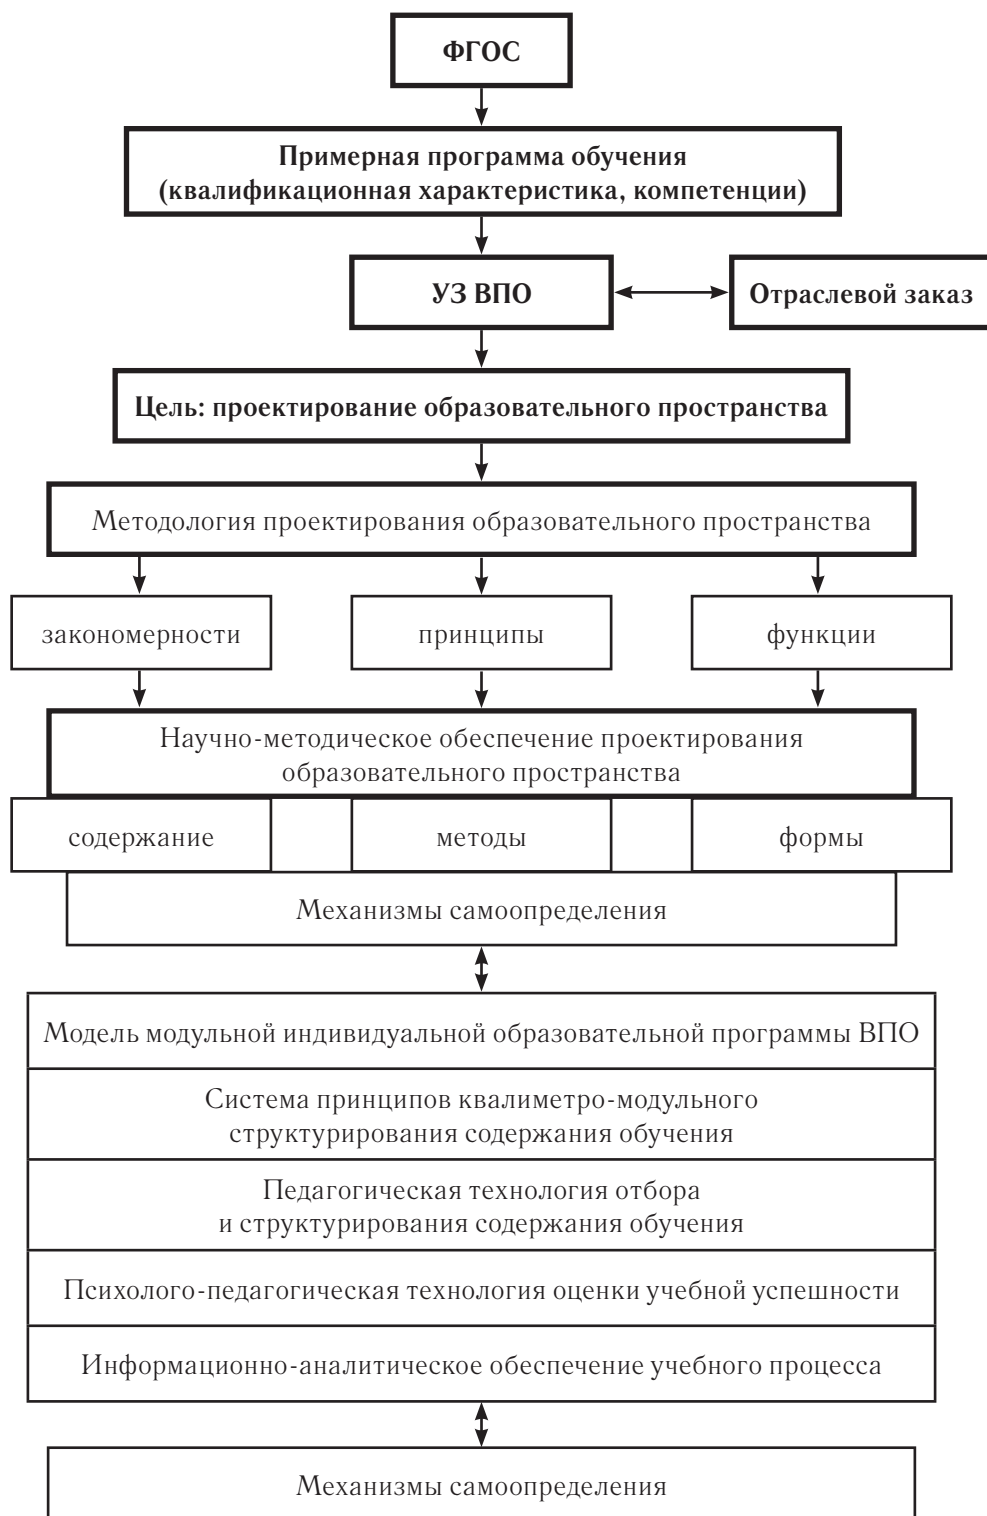 ФГОС
Примерная программа обучения
(квалификационная характеристика, компетенции)
УЗ ВПО
Отраслевой заказ
Цель: проектирование образовательного пространства
Методология проектирования образовательного пространства
закономерности
принципы
функции
Научно-методическое обеспечение проектирования
образовательного пространства
содержание
методы
формы
Механизмы самоопределения
Модель модульной индивидуальной образовательной программы ВПО
Система принципов квалиметро-модульного
структурирования содержания обучения
Педагогическая технология отбора
и структурирования содержания обучения
Психолого-педагогическая технология оценки учебной успешности
Информационно-аналитическое обеспечение учебного процесса
Механизмы самоопределения